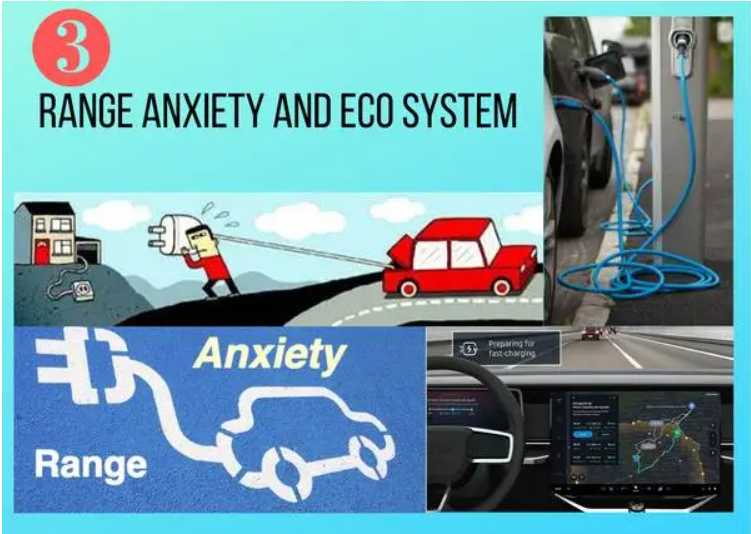 3
RANGE ANXIETY AND ECO SYSTEM
Anxiety
Range
Preparing for
fast-charging